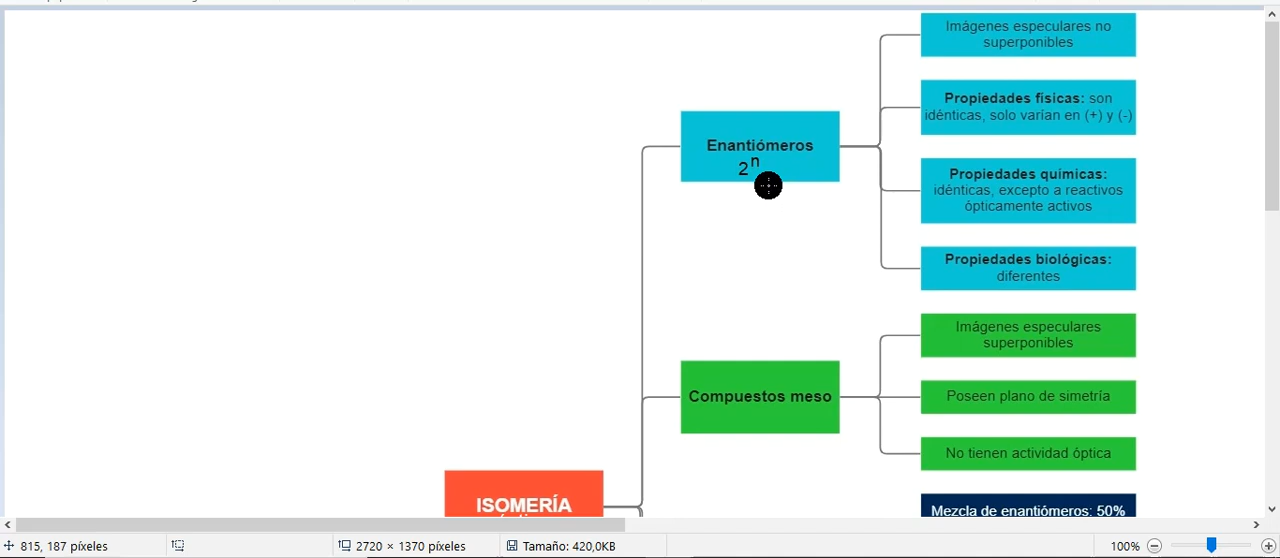 Imágenes especulares no
superponibles
Propiedades físicas: son
idénticas, solo varían en (+) y (-)
Enantiómeros
2ⁿ
Propiedades químicas:
idénticas, excepto a reactivos
ópticamente activos
Propiedades biológicas:
diferentes
Imágenes especulares
superponibles
Compuestos meso
Poseen plano de simetría
No tienen actividad óptica
ISOMERÍA
Mezcla de enantiómeros: 50%
815, 187 píxeles
2720 × 1370 píxeles
Tamaño: 420,0KB
100%